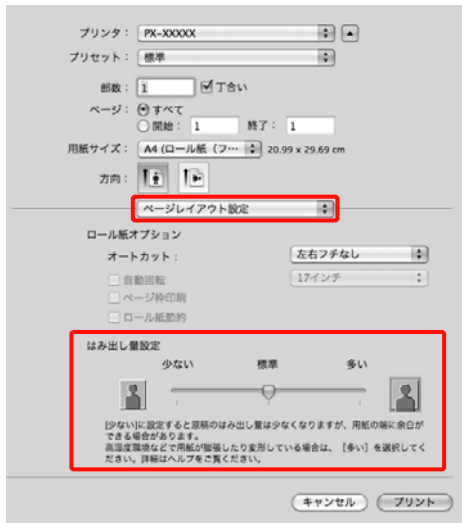 プリンタ： PX-XXXXX
プリセット： 標準
部数： 1 丁合い
ページ： すべて
開始： 1 終了： 1
用紙サイズ： A4 (ロール紙（フ… 20.99 x 29.69 cm
方向：
ページレイアウト設定
ロール紙オプション
オートカット： 左右フチなし
自動回転 17インチ
ページ枠印刷
ロール紙節約
はみ出し量設定
少ない 標準 多い
[少ない]に設定すると原稿のはみ出し量は少なくなりますが、用紙の端に余白が
できる場合があります。
高湿度環境などで用紙が膨張したり変形している場合は、［多い］を選択してく
ださい。詳細はヘルプをご覧ください。
キャンセル プリント